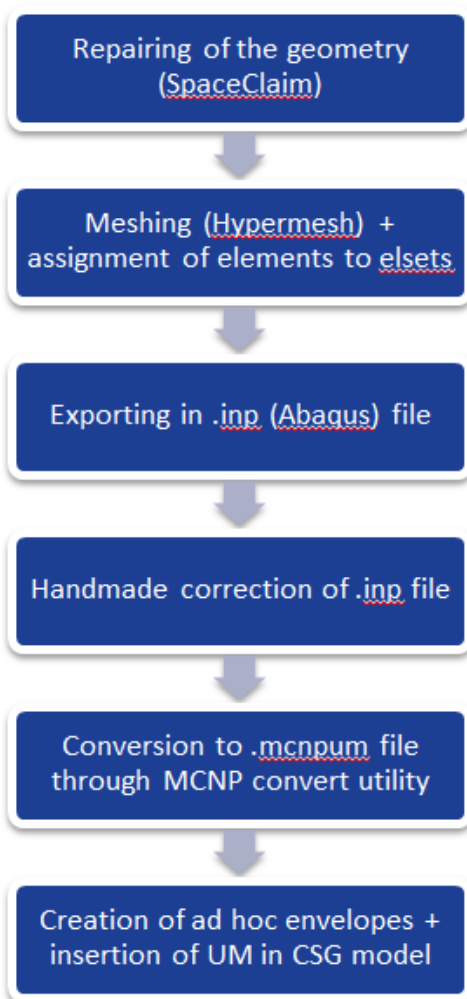 Repairing of the geometry
(SpaceClaim)
Meshing (Hypermesh) +
assignment of elements to elsets
Exporting in .inp (Abaqus) file
Handmade correction of .inp file
Conversion to .mcnpum file
through MCNP convert utility
Creation of ad hoc envelopes +
insertion of UM in CSG model